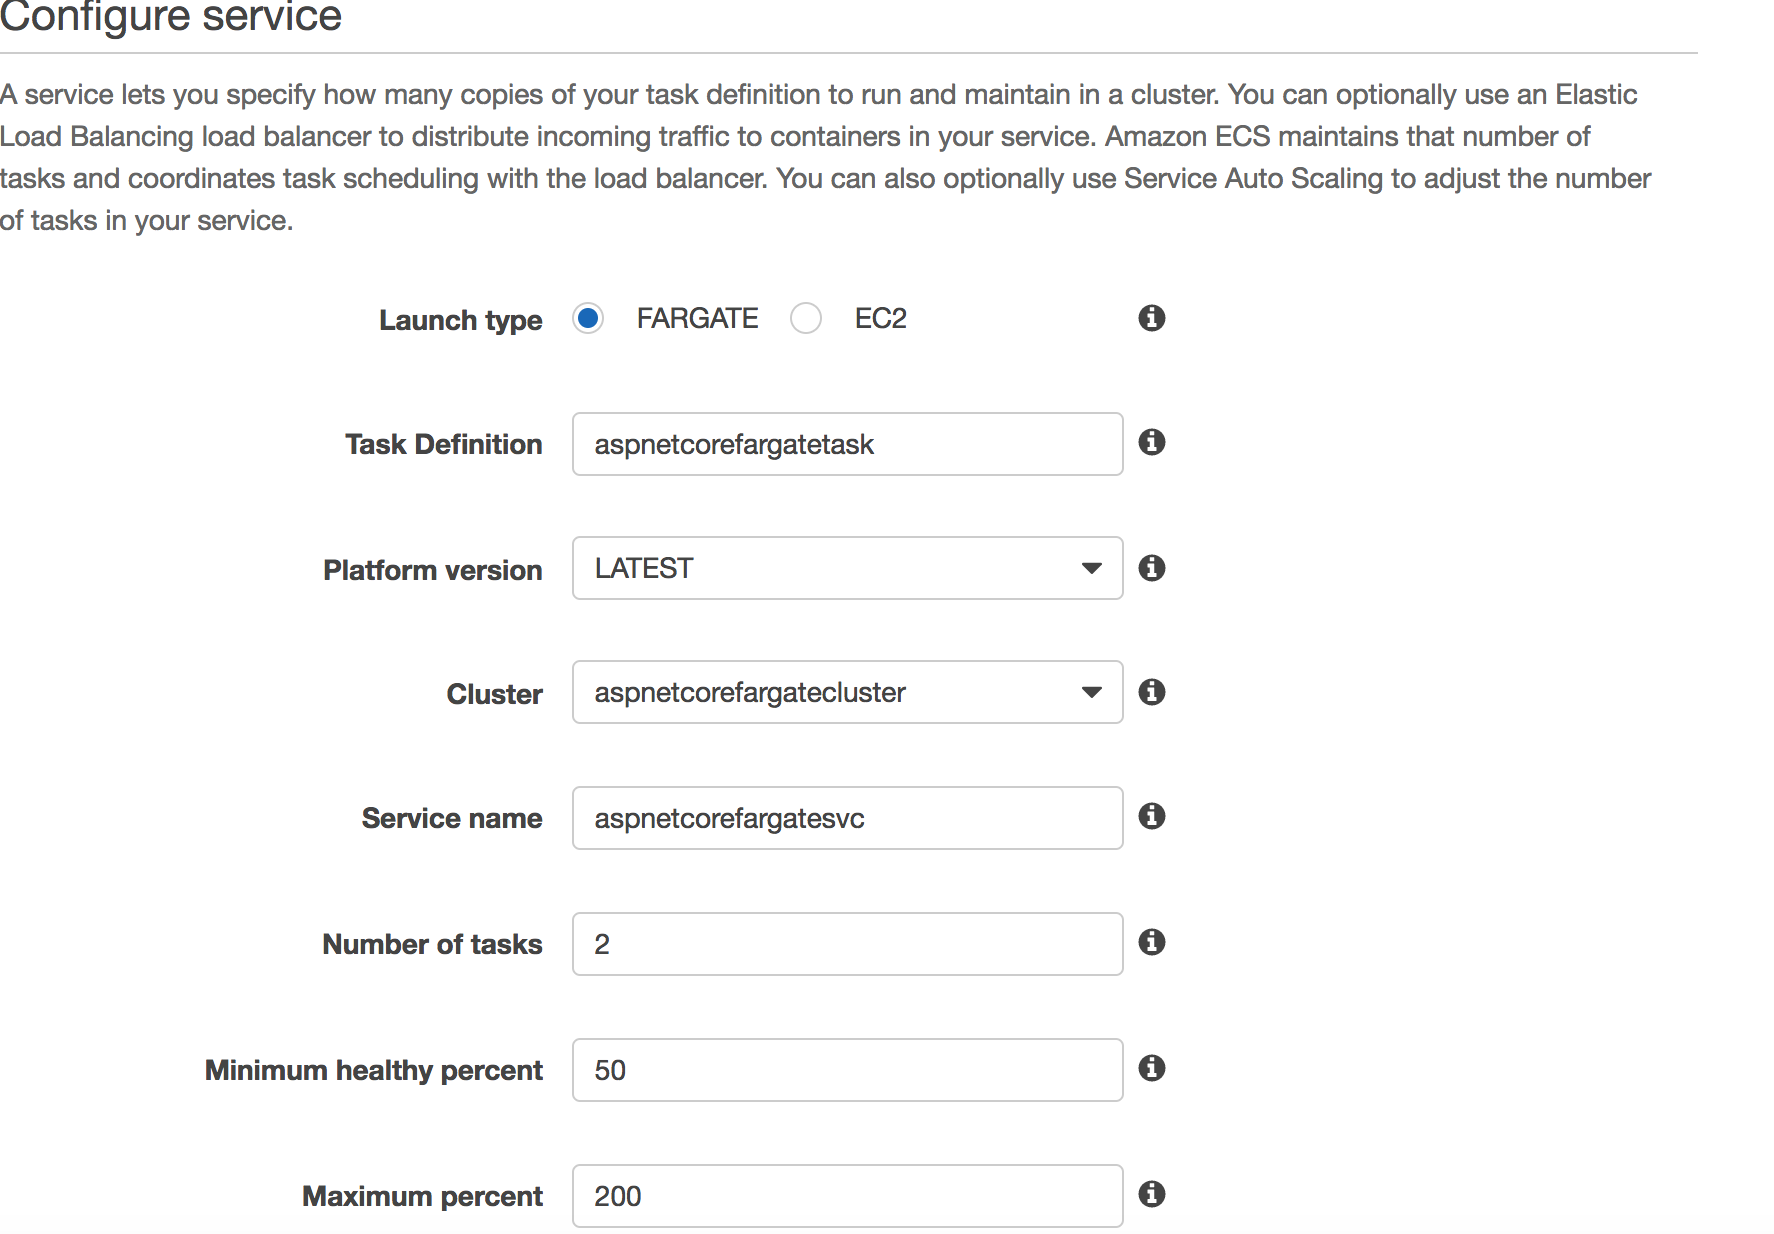 Configure service
A service lets you specify how many copies of your task definition to run and maintain in a cluster. You can optionally use an Elastic
Load Balancing load balancer to distribute incoming traffic to containers in your service. Amazon ECS maintains that number of
tasks and coordinates task scheduling with the load balancer. You can also optionally use Service Auto Scaling to adjust the number
of tasks in your service.
Launch type FARGATE EC2
Task Definition aspnetcorefargatetask
Platform version LATEST
Cluster aspnetcorefargatecluster
Service name aspnetcorefargatesvc
Number of tasks 2
Minimum healthy percent 50
Maximum percent 200